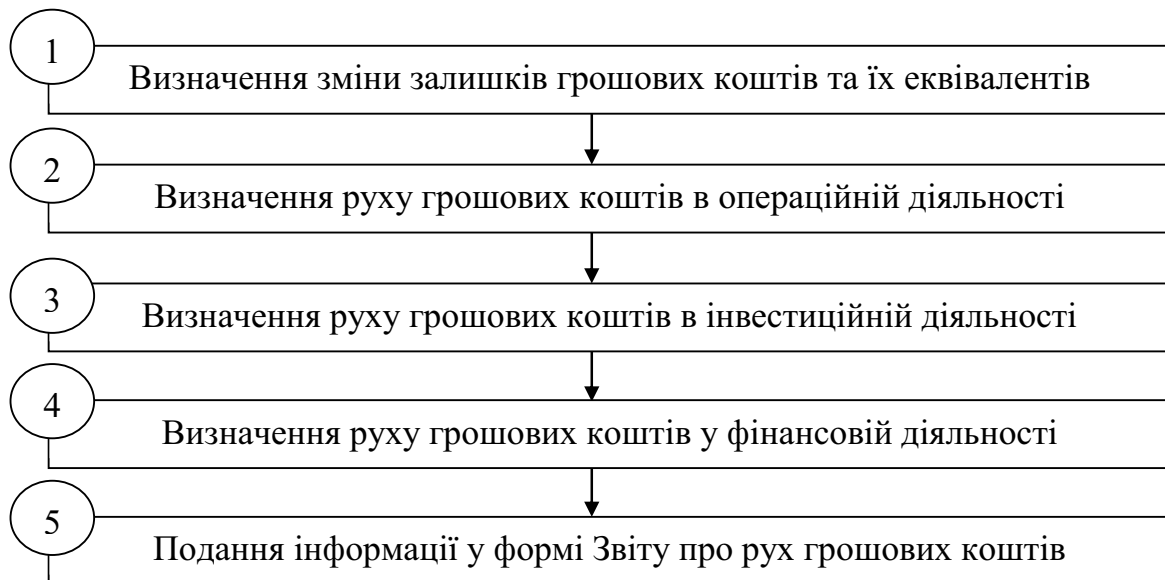 1
Визначення зміни залишків грошових коштів та їх еквівалентів
2
Визначення руху грошових коштів в операційній діяльності
3
Визначення руху грошових коштів в інвестиційній діяльності
4
Визначення руху грошових коштів у фінансовій діяльності
5
Подання інформації у формі Звіту про рух грошових коштів